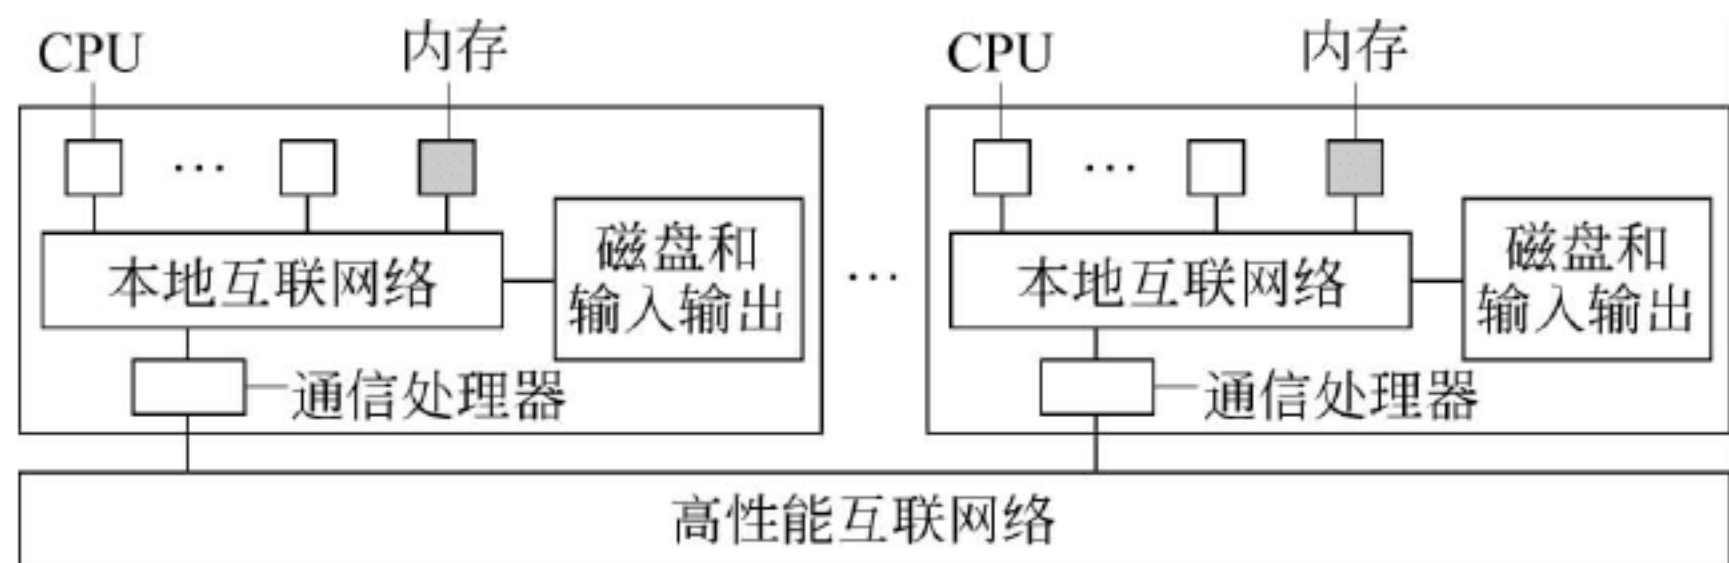 CPU 内存 CPU 内存
… …
本地互联网络 磁盘和
输入输出 … 本地互联网络 磁盘和
输入输出
通信处理器 通信处理器
高性能互联网络